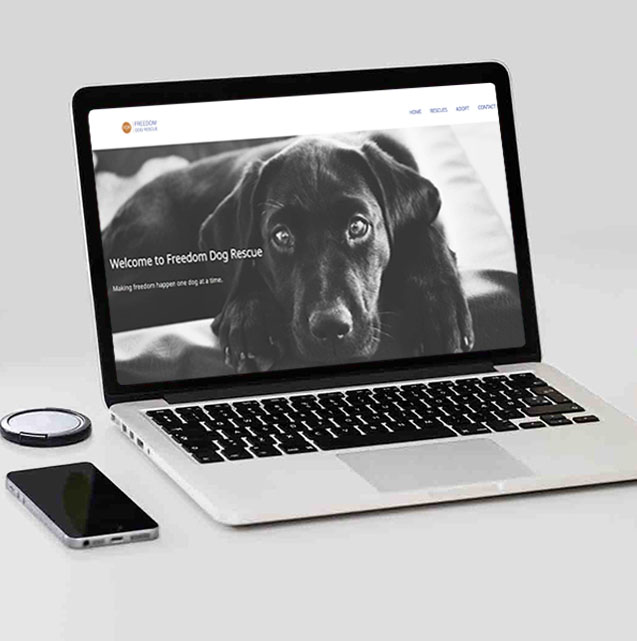 FREEDOM
DOG RESCUE
HOME RESCUES ADOPT CONTACT
Welcome to Freedom Dog Rescue
Making freedom happen one dog at a time.